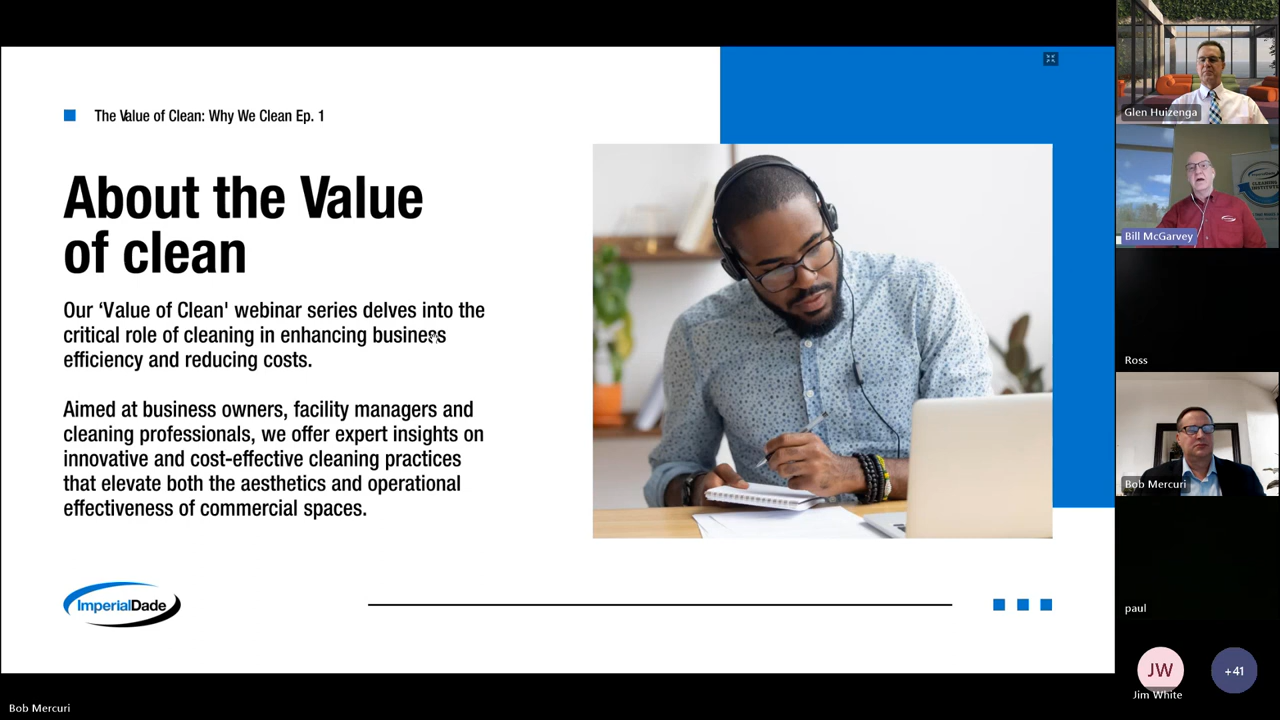 The Value of Clean: Why We Clean Ep. 1
About the Value
of clean
Our ‘Value of Clean' webinar series delves into the
critical role of cleaning in enhancing business
efficiency and reducing costs.
Aimed at business owners, facility managers and
cleaning professionals, we offer expert insights on
innovative and cost-effective cleaning practices
that elevate both the aesthetics and operational
effectiveness of commercial spaces.
ImperialDade
Glen Huizenga
Bill McGarvey
Ross
Bob Mercuri
paul
JW
Jim White
+41
Bob Mercuri